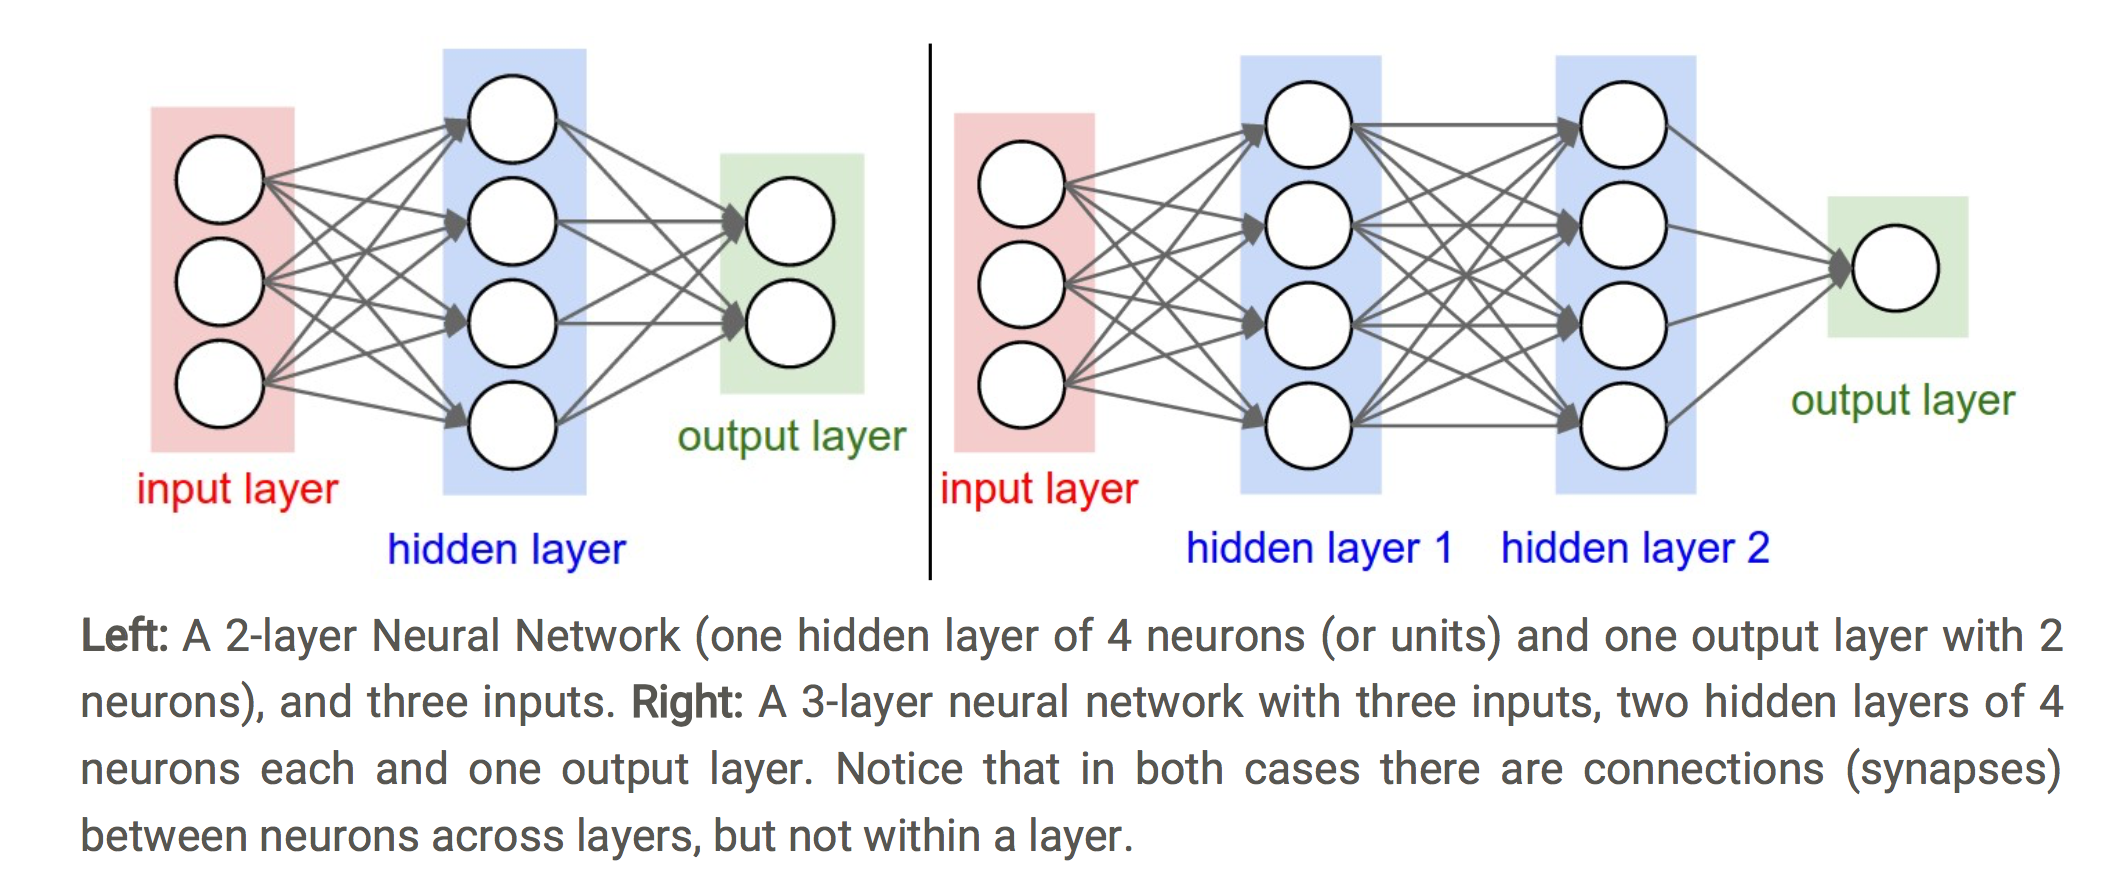 input layer
hidden layer
output layer
input layer
hidden layer 1
hidden layer 2
output layer
Left: A 2-layer Neural Network (one hidden layer of 4 neurons (or units) and one output layer with 2
neurons), and three inputs. Right: A 3-layer neural network with three inputs, two hidden layers of 4
neurons each and one output layer. Notice that in both cases there are connections (synapses)
between neurons across layers, but not within a layer.